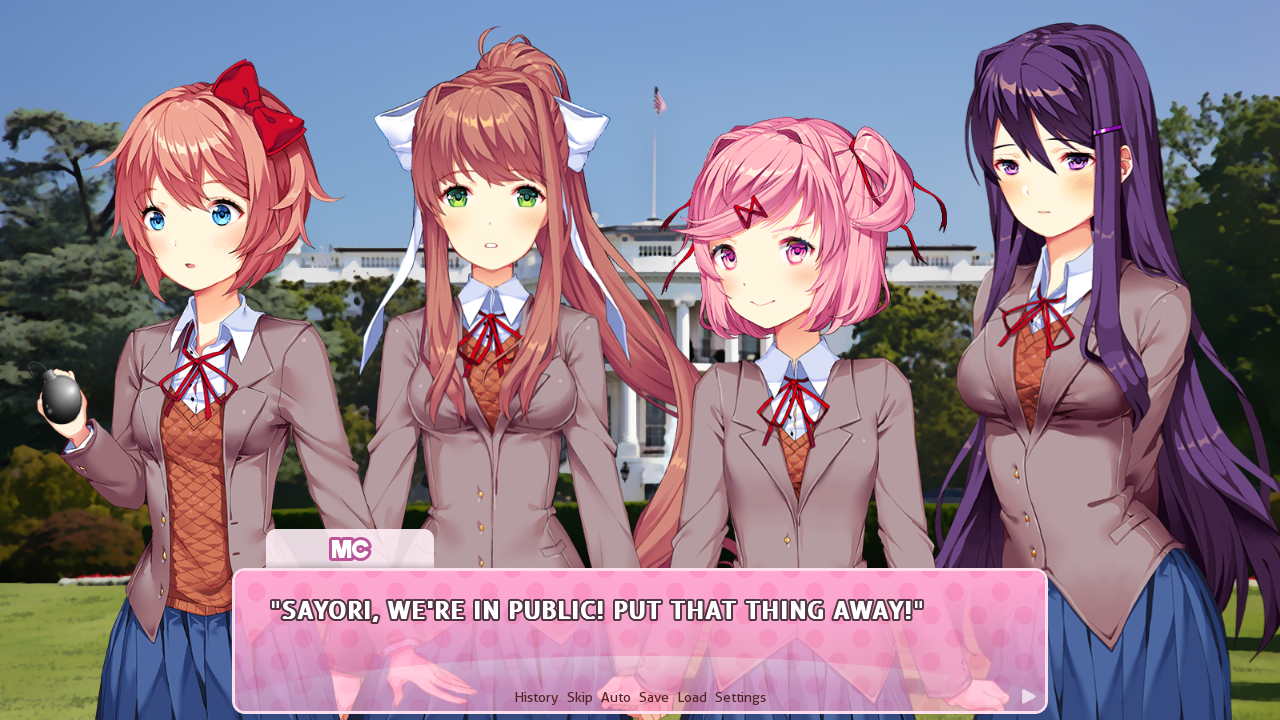 MC
"SAYORI, WE'RE IN PUBLIC! PUT THAT THING AWAY!"
History Skip Auto Save Load Settings